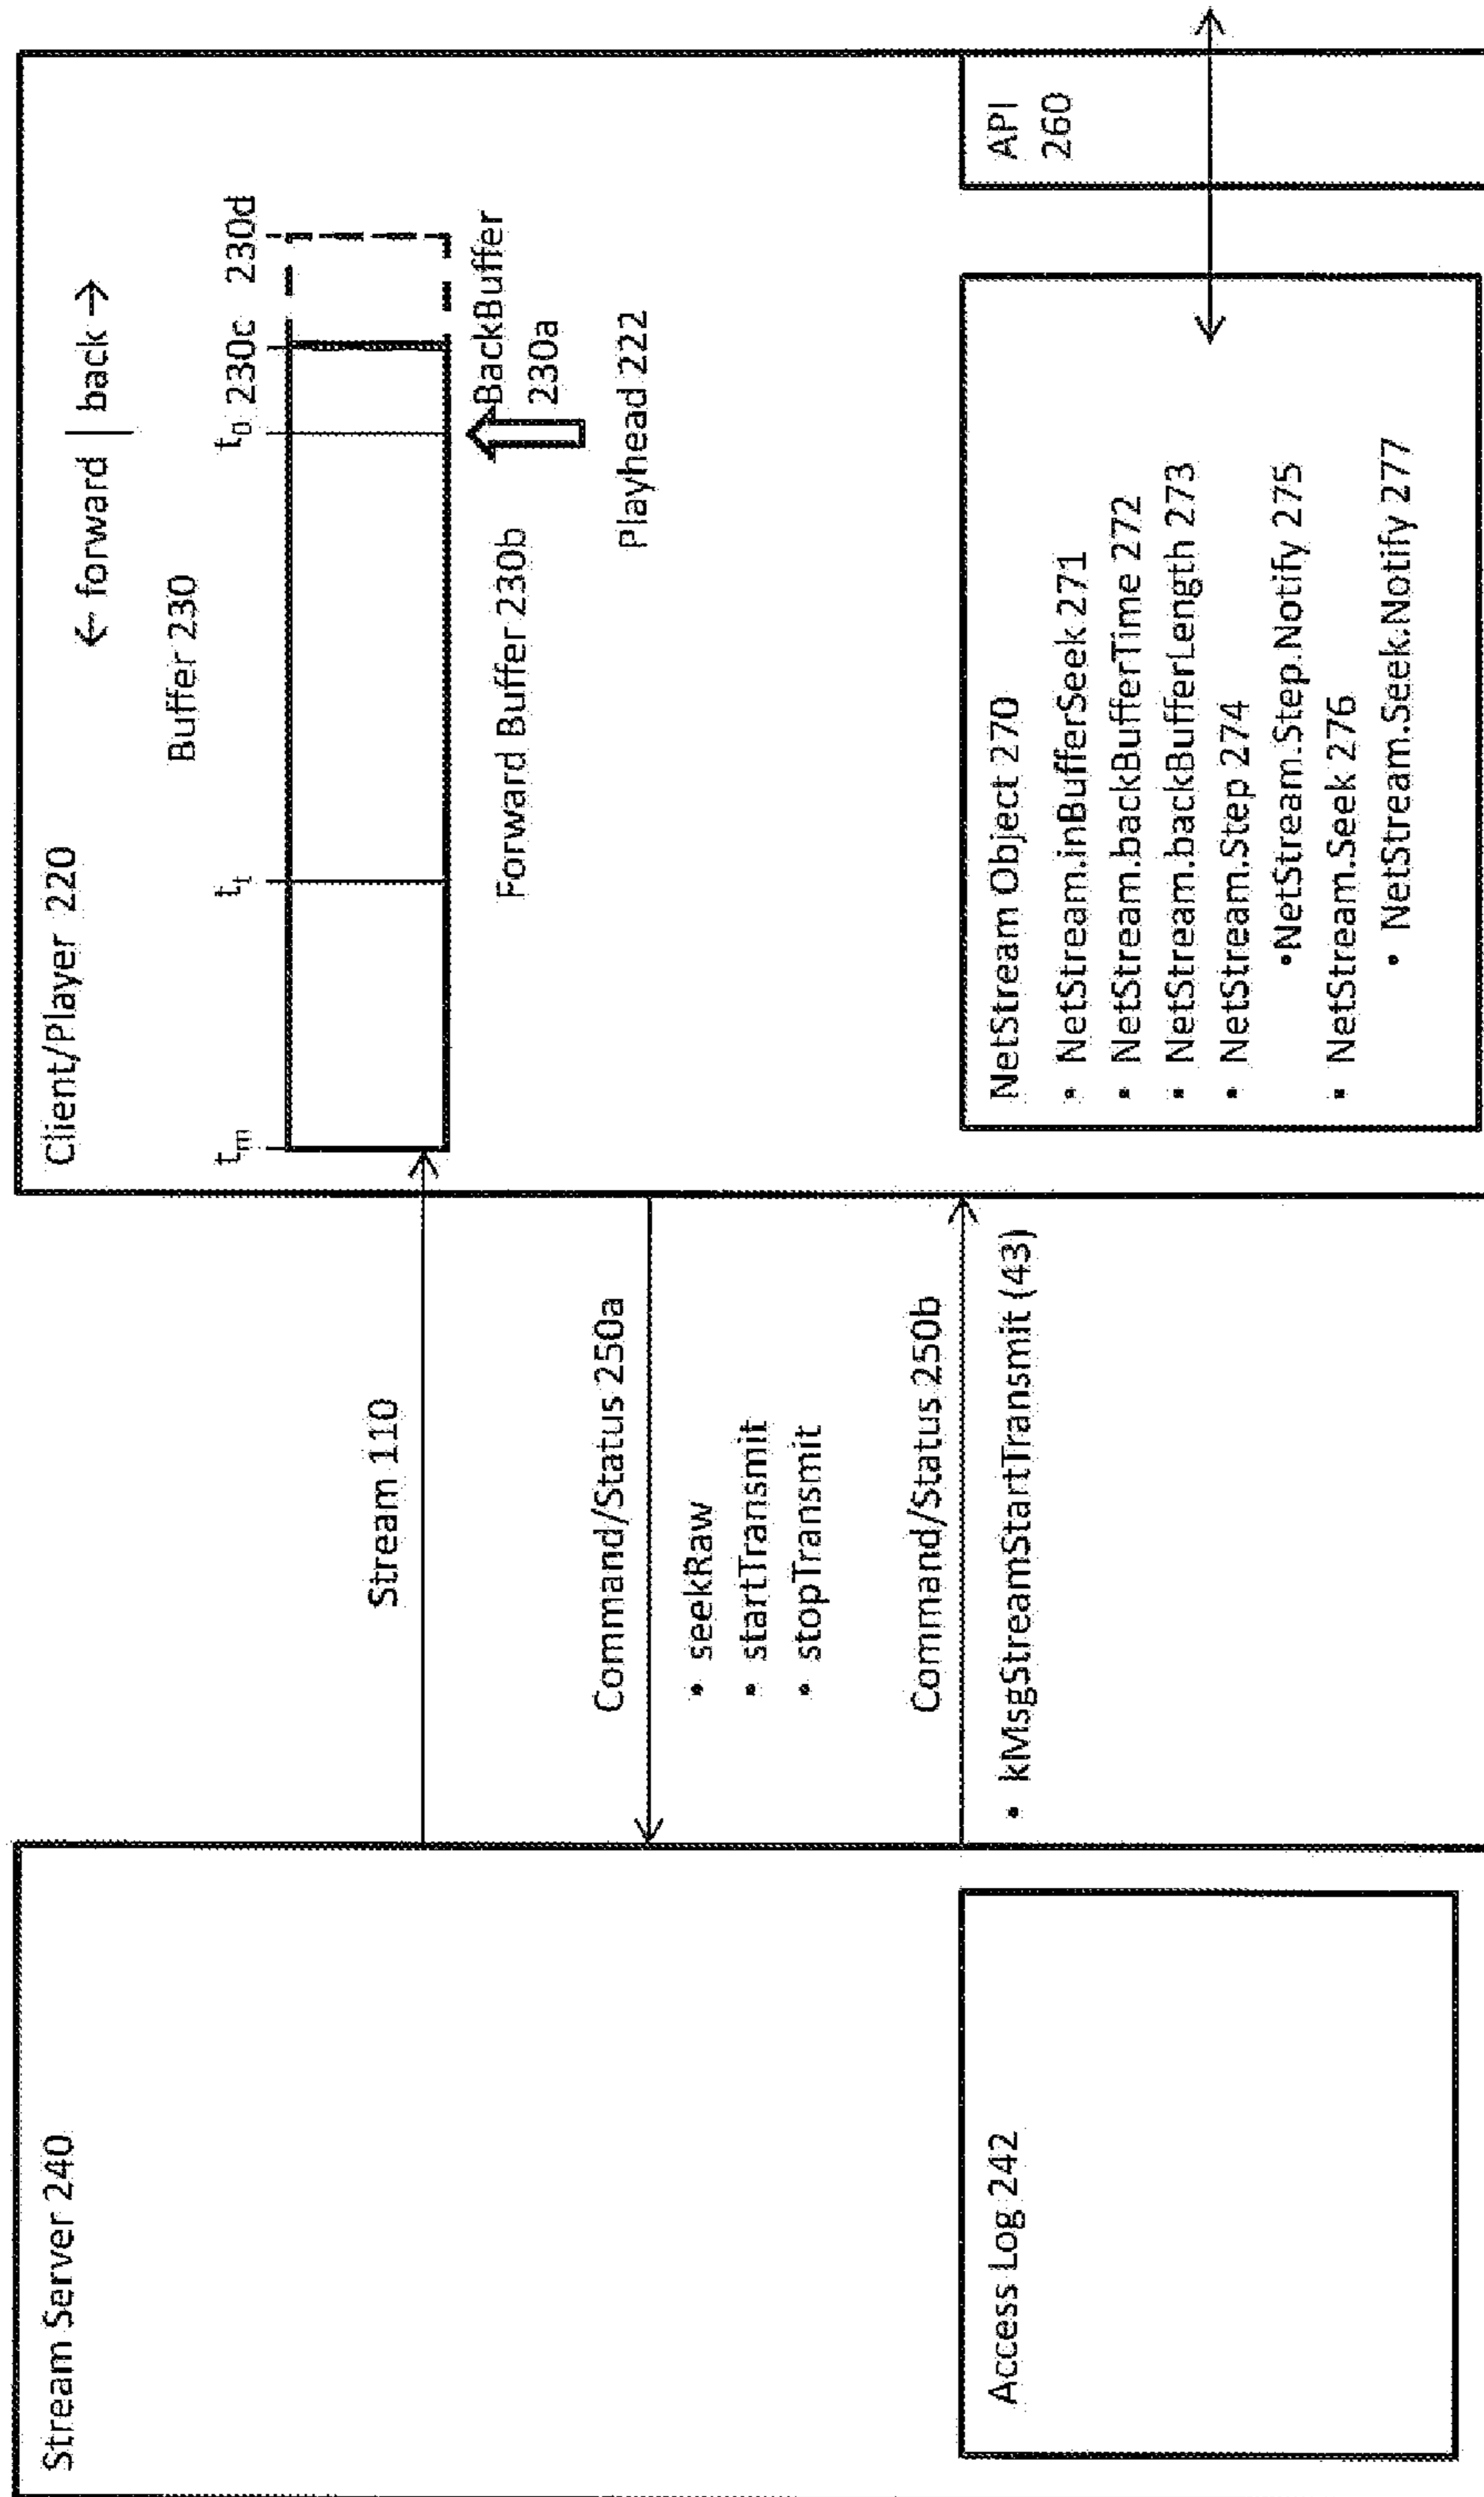 Stream Server 240
Access Log 242
Stream 110
Command/Status 250a
• seekRaw
• startTransmit
• stopTransmit
Command/Status 250b
• kMsgStreamStartTransmit (43)
Client/Player 220
← forward | back →
Buffer 230
tm
t0
230c
230d
Forward Buffer 230b
BackBuffer
230a
Playhead 222
NetStream Object 270
• NetStream.inBufferSeek 271
• NetStream.backBufferTime 272
• NetStream.backBufferLength 273
• NetStream.Step 274
•NetStream.Step.Notify 275
• NetStream.Seek 276
• NetStream.Seek.Notify 277
API
260